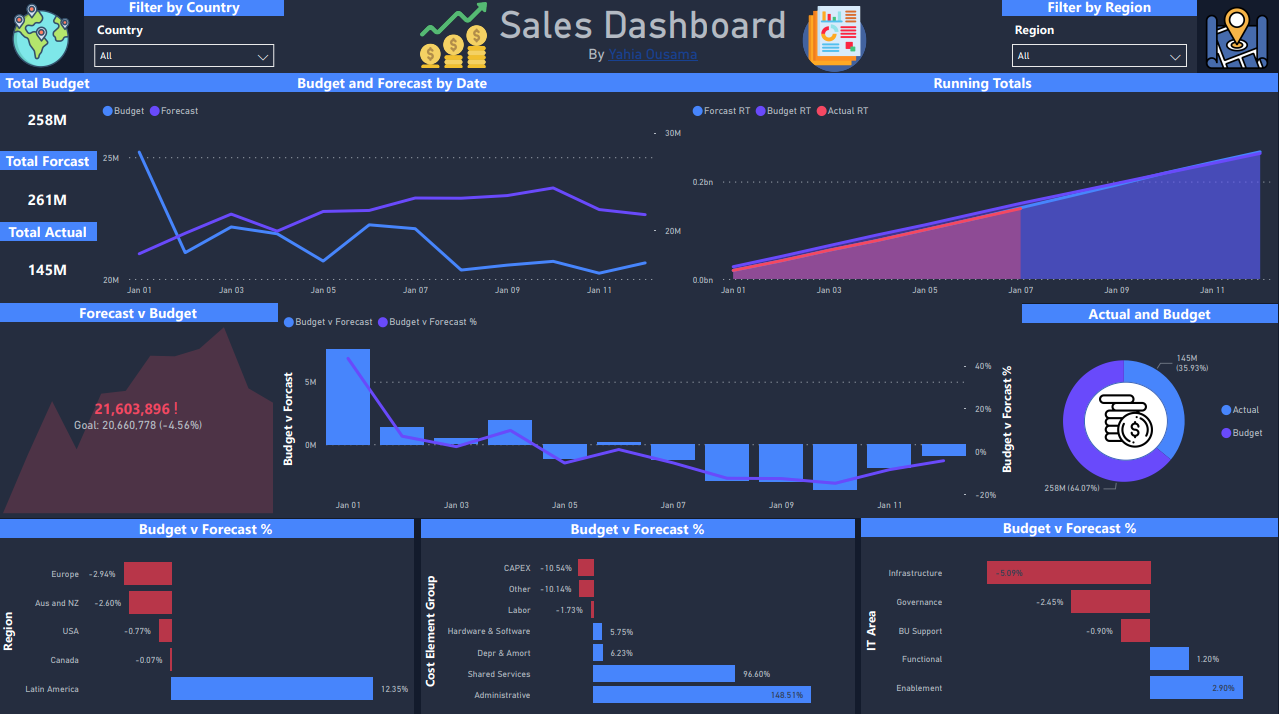 Filter by Country
Country
All
Sales Dashboard
By Yahia Ousama
Filter by Region
Region
All
Total Budget
258M
Total Forcast
261M
Total Actual
145M
Budget and Forecast by Date
Budget Forecast
25M
20M
30M
20M
Jan 01 Jan 03 Jan 05 Jan 07 Jan 09 Jan 11
Running Totals
Forcast RT Budget RT Actual RT
0.2bn
0.0bn
Jan 01 Jan 03 Jan 05 Jan 07 Jan 09 Jan 11
Forecast v Budget
21,603,896 !
Goal: 20,660,778 (-4.56%)
Budget v Forecast Budget v Forecast %
Budget v Forcast
5M
0M
40%
20%
0%
-20%
Budget v Forcast %
Jan 01 Jan 03 Jan 05 Jan 07 Jan 09 Jan 11
Actual and Budget
145M
(35.93%)
258M (64.07%)
Actual
Budget
Budget v Forecast %
Region
Europe -2.94%
Aus and NZ -2.60%
USA -0.77%
Canada -0.07%
Latin America 12.35%
Budget v Forecast %
Cost Element Group
CAPEX -10.54%
Other -10.14%
Labor -1.73%
Hardware & Software 5.75%
Depr & Amort 6.23%
Shared Services 96.60%
Administrative 148.51%
Budget v Forecast %
IT Area
Infrastructure -5.09%
Governance -2.45%
BU Support -0.90%
Functional 1.20%
Enablement 2.90%